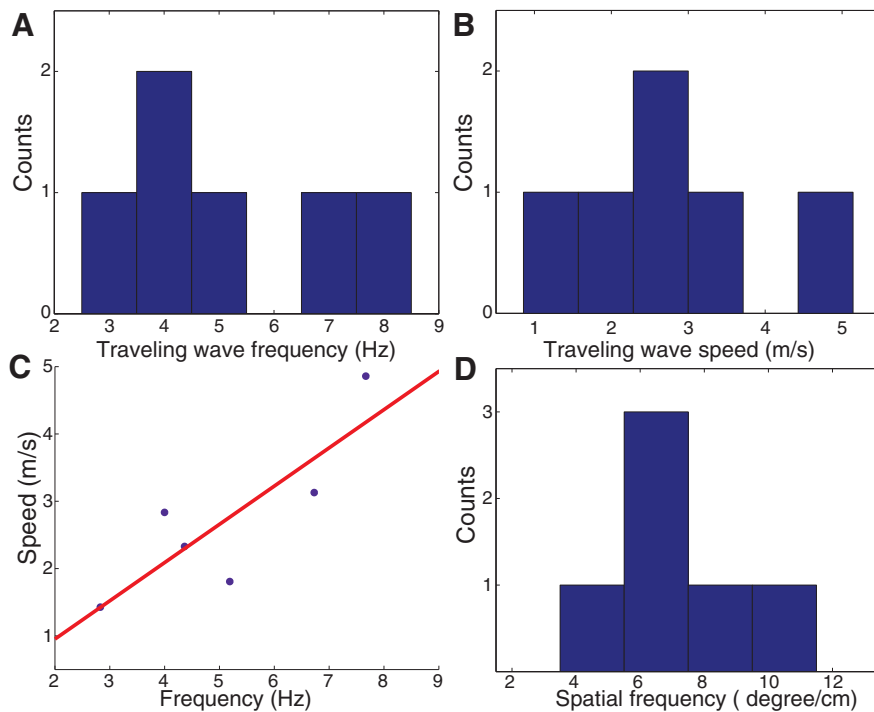 A
Counts
2
1
0
2 3 4 5 6 7 8 9
Traveling wave frequency (Hz)
B
Counts
2
1
0
1 2 3 4 5
Traveling wave speed (m/s)
C
Speed (m/s)
5
4
3
2
1
2 3 4 5 6 7 8 9
Frequency (Hz)
D
Counts
3
2
1
2 4 6 8 10 12
Spatial frequency ( degree/cm)